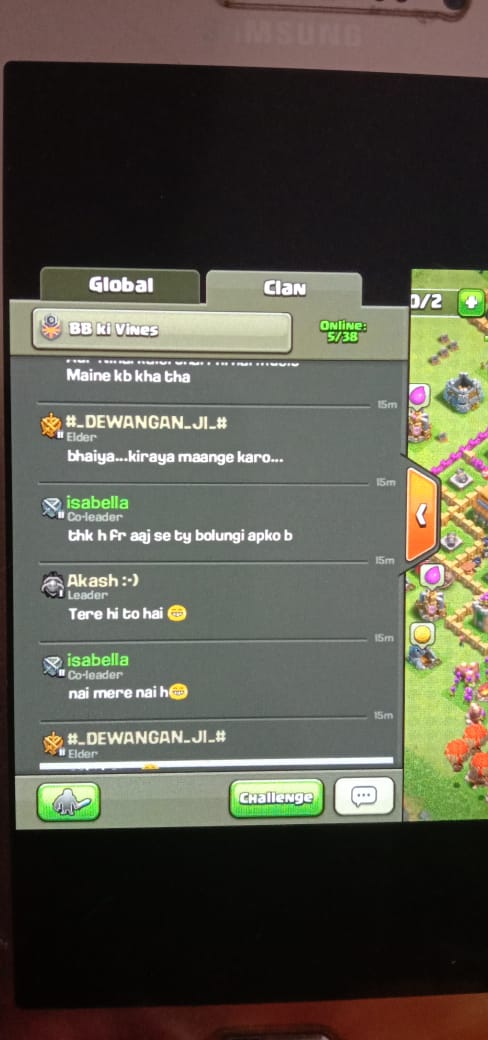 SAMSUNG
Global
Clan
0/2
BB ki Vines
Online:
5/38
Maine kb kha tha
15m
#_DEWANGAN_JI_#
Elder
bhaiya...kiraya maange karo...
15m
isabella
Co-leader
thk h fr aaj se ty bolungi apko b
15m
Akash :-)
Leader
Tere hi to hai 😁
15m
isabella
Co-leader
nai mere nai h😁
15m
#_DEWANGAN_JI_#
Elder
Challenge